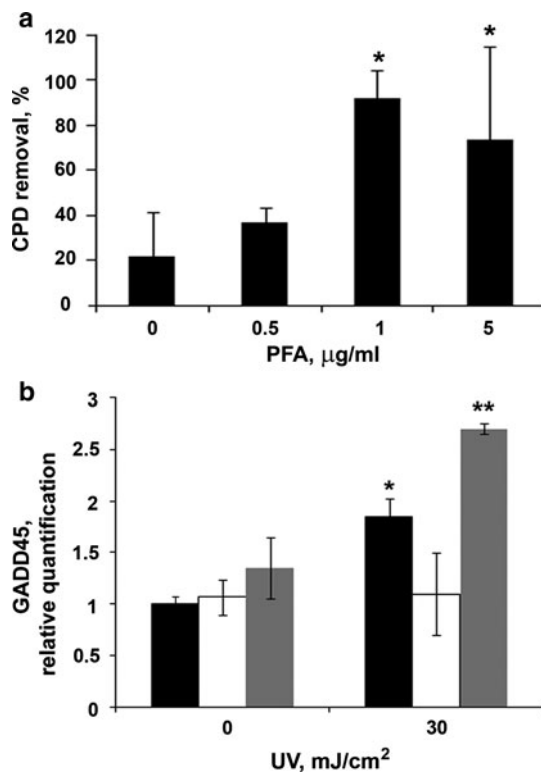 a
CPD removal, %
120
100
80
60
40
20
0
*
*
0 0.5 1 5
PFA, μg/ml
b
GADD45,
relative quantification
3
2.5
2
1.5
1
0.5
0
*
**
0 30
UV, mJ/cm²